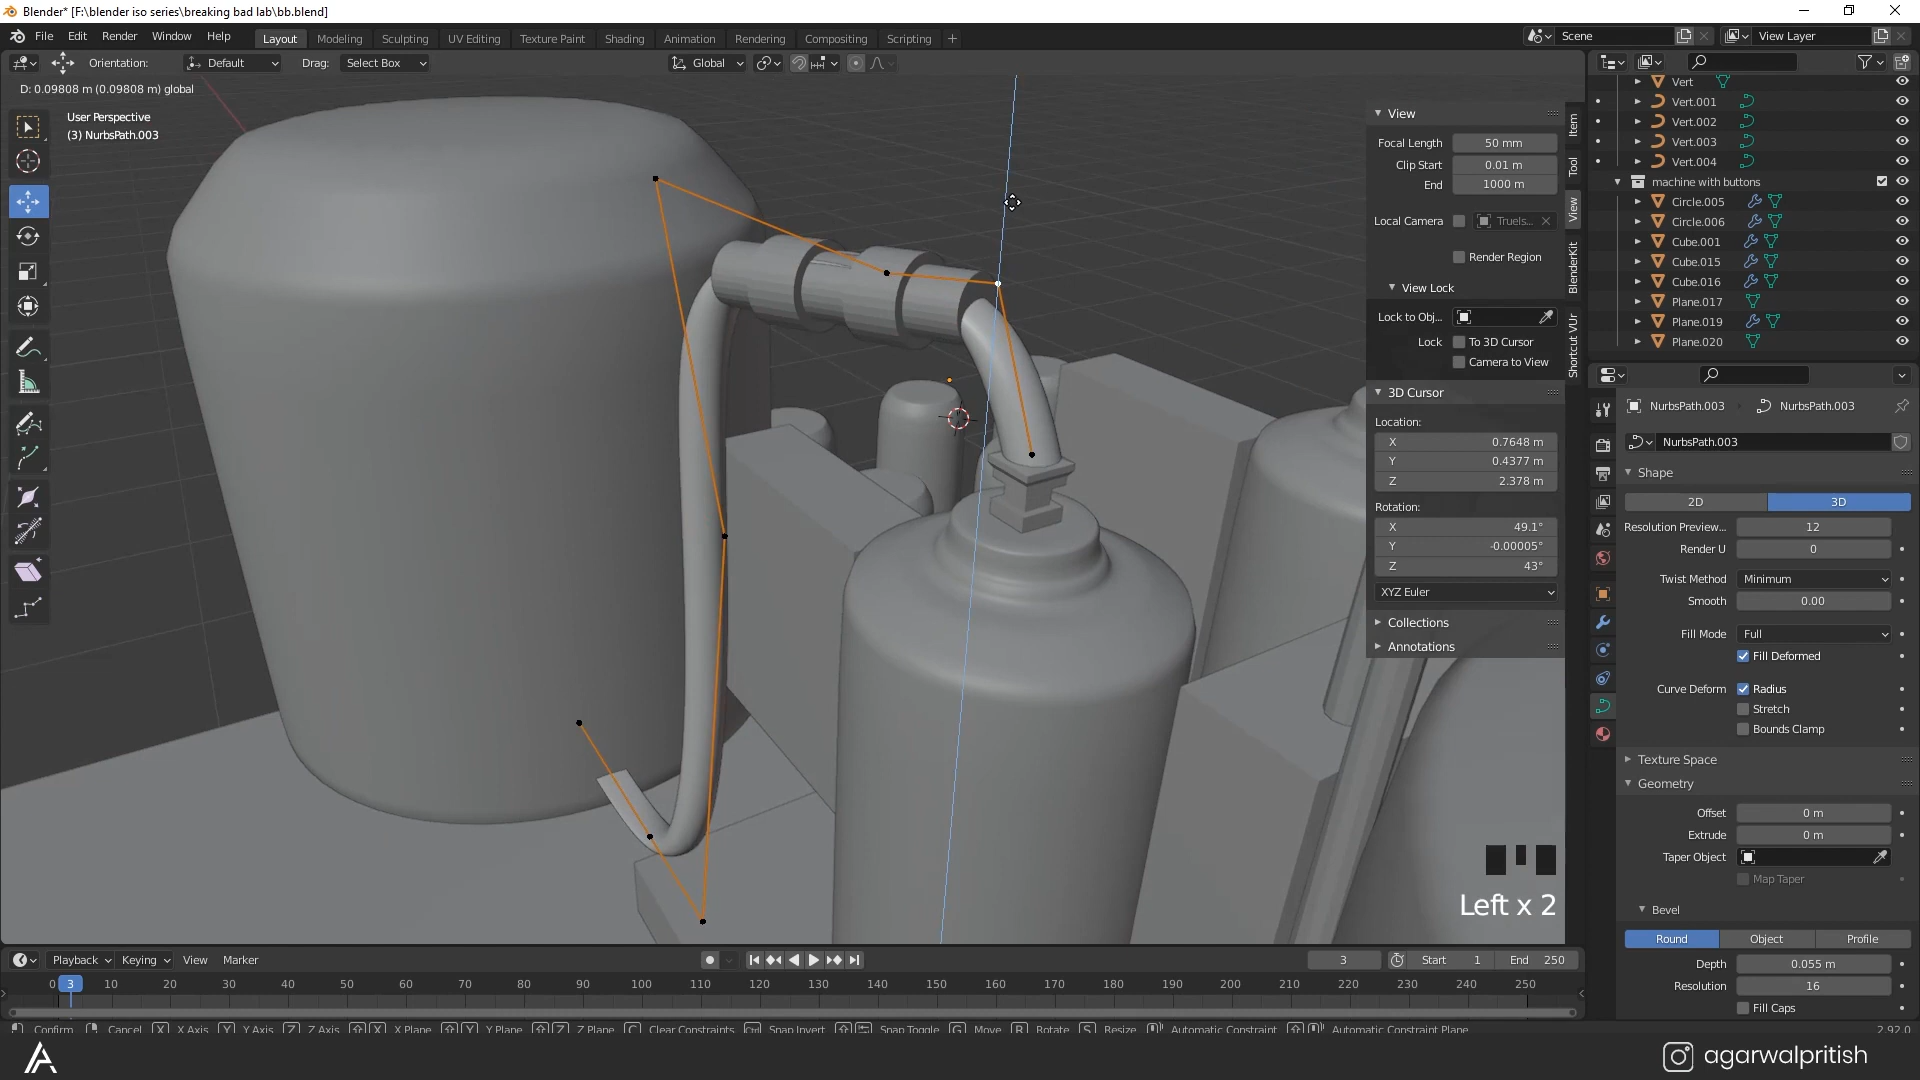 Blender* [F:\blender iso series\breaking bad lab\bb.blend]
File Edit Render Window Help Layout Modeling Sculpting UV Editing Texture Paint Shading Animation Rendering Compositing Scripting + Scene View Layer
Orientation: Default Drag: Select Box Global
D: 0.09808 m (0.09808 m) global
User Perspective
(3) NurbsPath.003
View
Focal Length 50 mm
Clip Start 0.01 m
End 1000 m
Local Camera Truels...
Render Region
View Lock
Lock to Obj...
Lock To 3D Cursor
Camera to View
3D Cursor
Location:
X 0.7648 m
Y 0.4377 m
Z 2.378 m
Rotation:
X 49.1°
Y -0.00005°
Z 43°
XYZ Euler
Collections
Annotations
Item
Tool
View
BlenderKit
Shortcut VUr
Vert
Vert.001
Vert.002
Vert.003
Vert.004
machine with buttons
Circle.005
Circle.006
Cube.001
Cube.015
Cube.016
Plane.017
Plane.019
Plane.020
NurbsPath.003 NurbsPath.003
NurbsPath.003
Shape
2D 3D
Resolution Preview... 12
Render U 0
Twist Method Minimum
Smooth 0.00
Fill Mode Full
Fill Deformed
Curve Deform Radius
Stretch
Bounds Clamp
Texture Space
Geometry
Offset 0 m
Extrude 0 m
Taper Object
Map Taper
Bevel
Round Object Profile
Depth 0.055 m
Resolution 16
Fill Caps
Left x 2
Playback Keying View Marker 3 Start 1 End 250
0 3 10 20 30 40 50 60 70 80 90 100 110 120 130 140 150 160 170 180 190 200 210 220 230 240 250
Confirm Cancel X X Axis Y Y Axis Z Z Axis X X Plane Y Y Plane Z Z Plane C Clear Constraints Ctrl Snap Invert Snap Toggle G Move R Rotate S Resize Automatic Constraint Automatic Constraint Plane 2.92.0
agarwalpritish